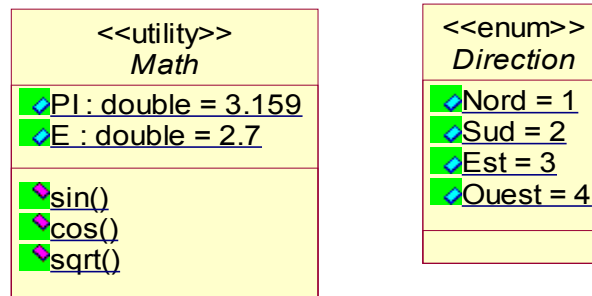 <<utility>>
Math
PI : double = 3.159
E : double = 2.7
sin()
cos()
sqrt()
<<enum>>
Direction
Nord = 1
Sud = 2
Est = 3
Ouest = 4